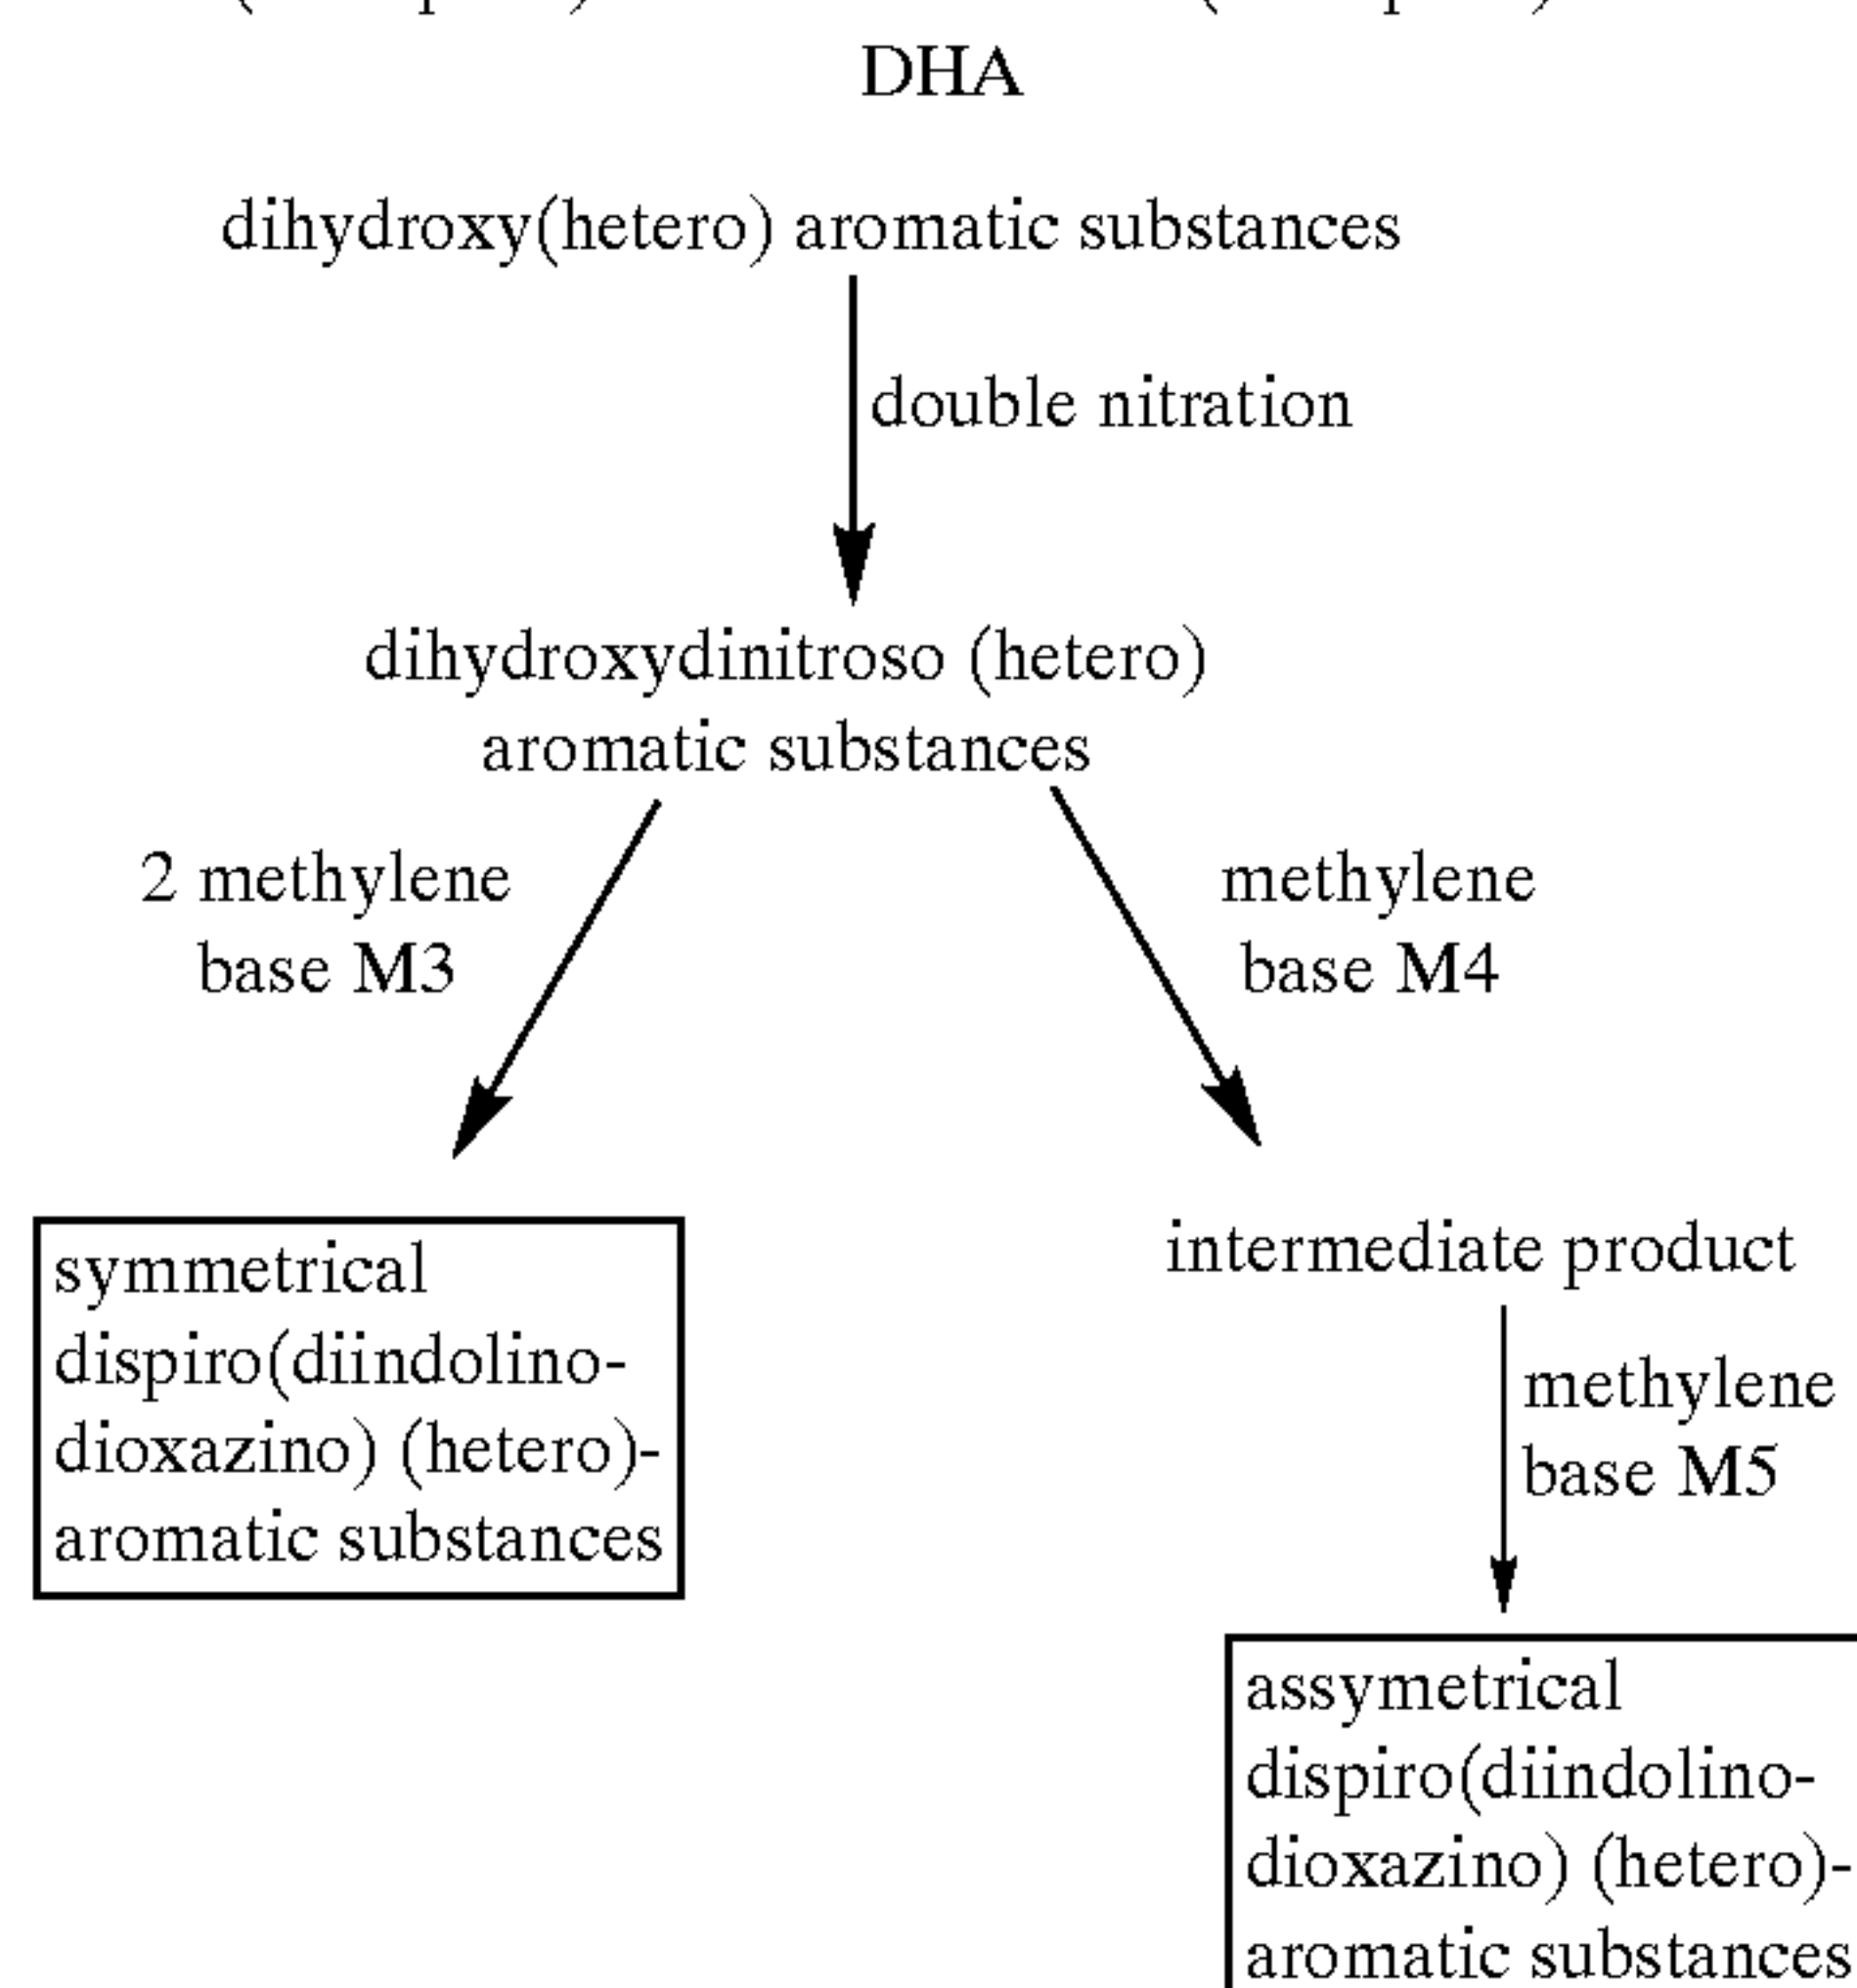 DHA
dihydroxy(hetero) aromatic substances
double nitration
dihydroxydinitroso (hetero)
aromatic substances
2 methylene
base M3
methylene
base M4
symmetrical
dispiro(diindolino-
dioxazino) (hetero)-
aromatic substances
intermediate product
methylene
base M5
assymetrical
dispiro(diindolino-
dioxazino) (hetero)-
aromatic substances